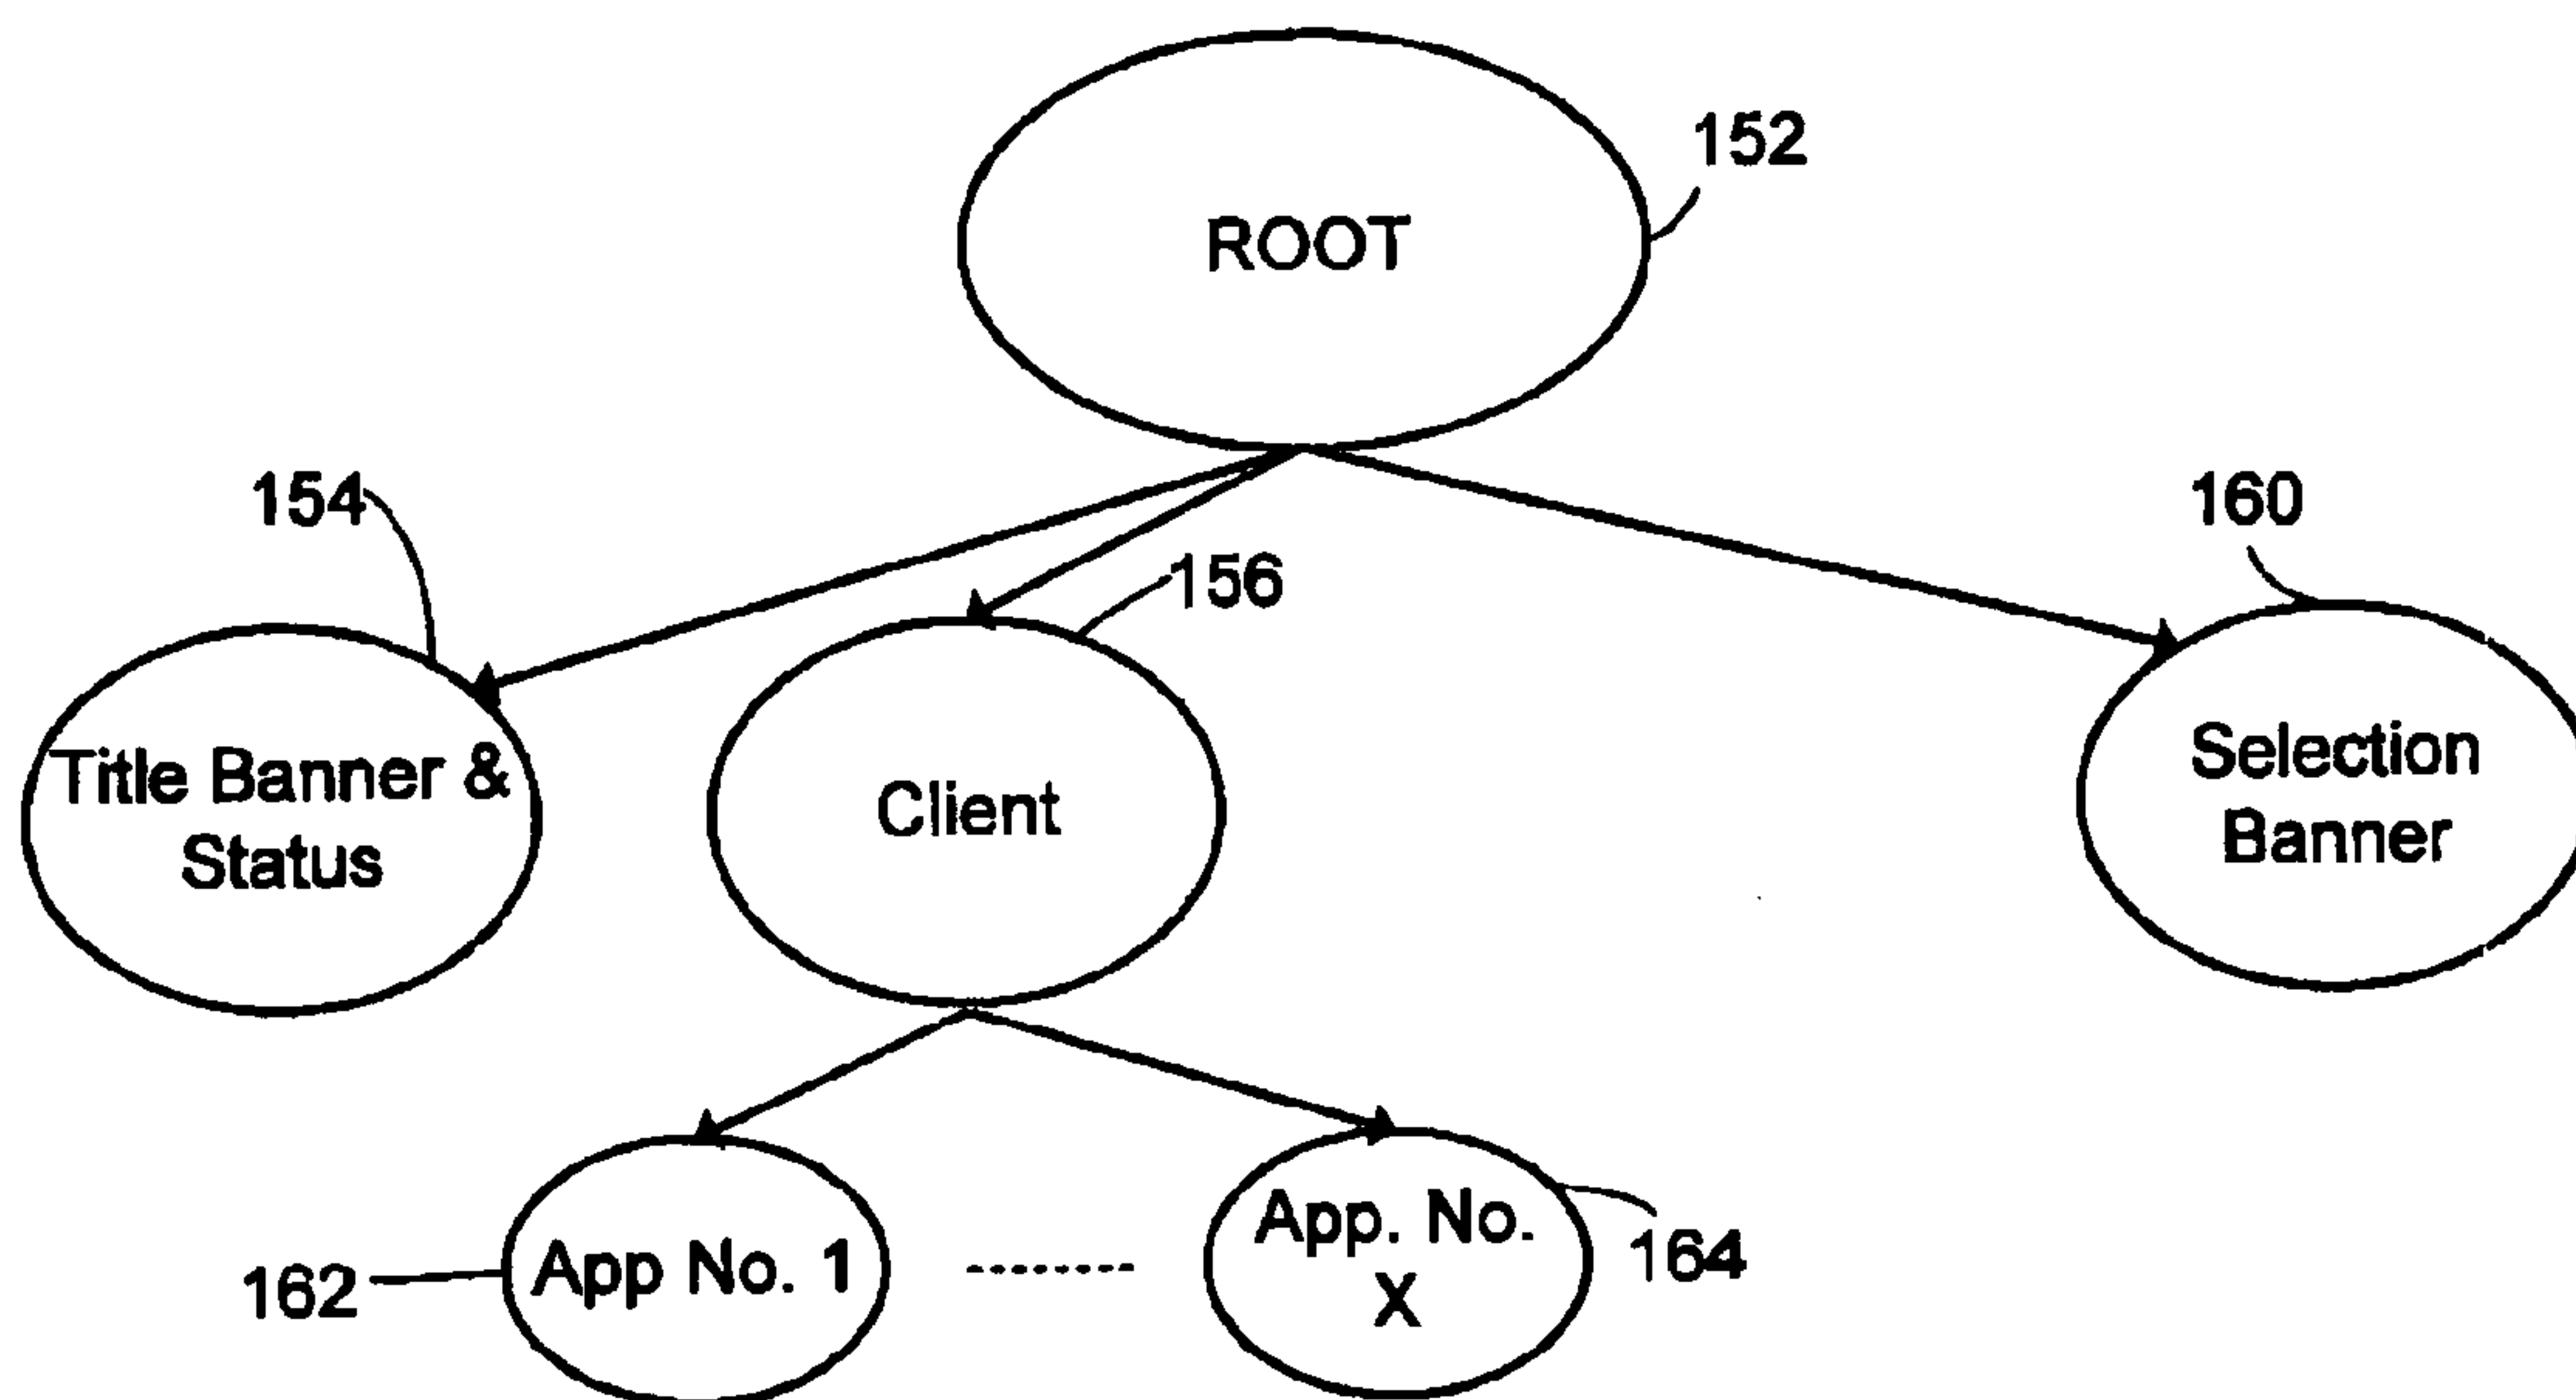 152
ROOT
154
160
156
Title Banner &
Status
Client
Selection
Banner
App No. 1
App. No.
X
162
164